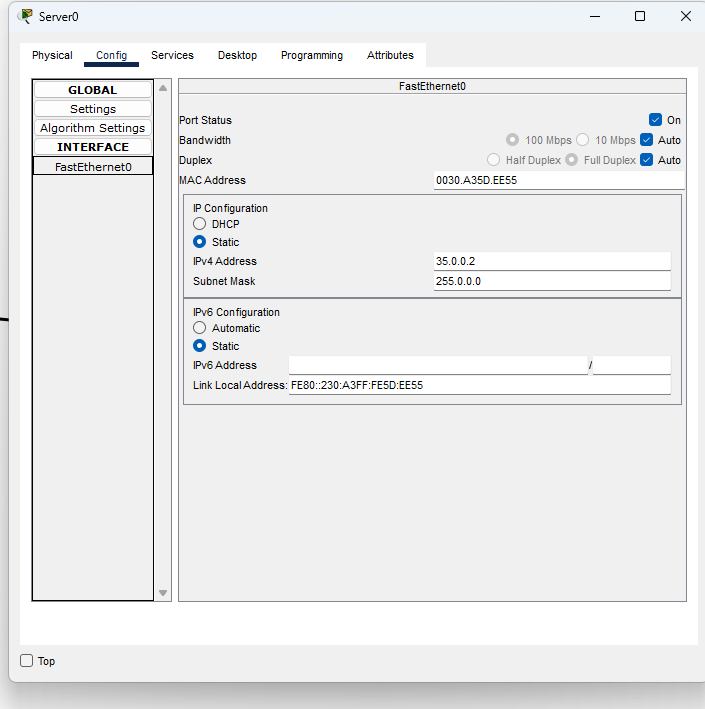 Server0
Physical Config Services Desktop Programming Attributes
GLOBAL
Settings
Algorithm Settings
INTERFACE
FastEthernet0
FastEthernet0
Port Status On
Bandwidth 100 Mbps 10 Mbps Auto
Duplex Half Duplex Full Duplex Auto
MAC Address 0030.A35D.EE55
IP Configuration
DHCP
Static
IPv4 Address 35.0.0.2
Subnet Mask 255.0.0.0
IPv6 Configuration
Automatic
Static
IPv6 Address /
Link Local Address: FE80::230:A3FF:FE5D:EE55
Top